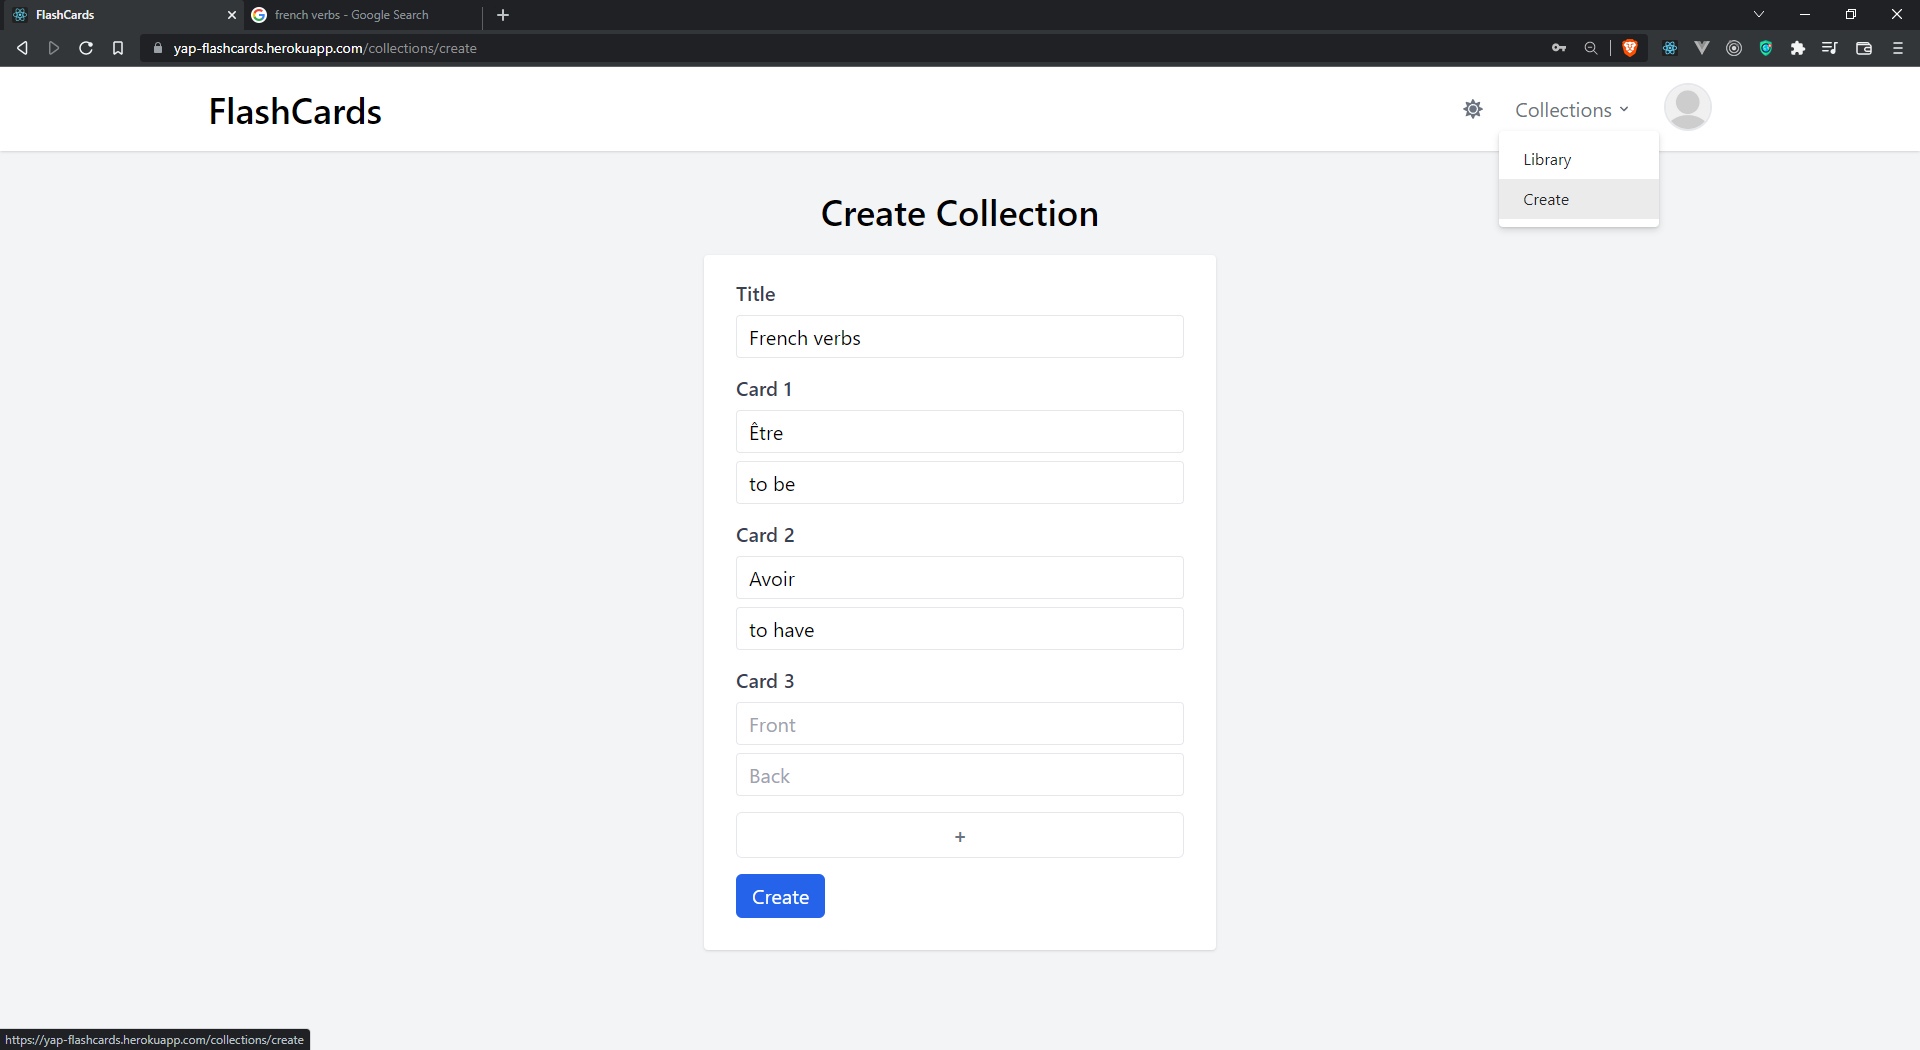 FlashCards
french verbs - Google Search
yap-flashcards.herokuapp.com/collections/create
FlashCards
Collections
Library
Create
Create Collection
Title
French verbs
Card 1
Être
to be
Card 2
Avoir
to have
Card 3
Front
Back
+
Create
https://yap-flashcards.herokuapp.com/collections/create